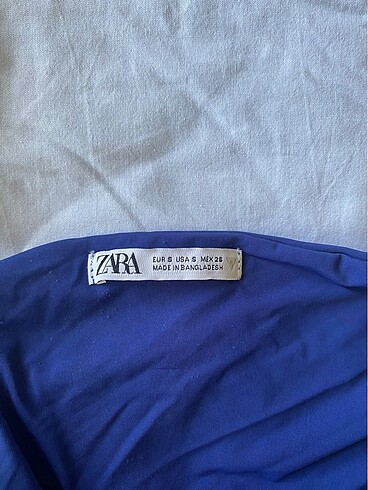 ZARA
EUR S USA S MEX 26
MADE IN BANGLADESH